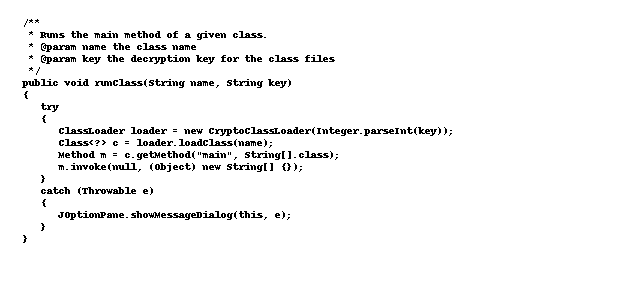 /**
 * Runs the main method of a given class.
 * @param name the class name
 * @param key the decryption key for the class files
 */
public void runClass(String name, String key)
{
   try
   {
      ClassLoader loader = new CryptoClassLoader(Integer.parseInt(key));
      Class<?> c = loader.loadClass(name);
      Method m = c.getMethod("main", String[].class);
      m.invoke(null, (Object) new String[] {});
   }
   catch (Throwable e)
   {
      JOptionPane.showMessageDialog(this, e);
   }
}